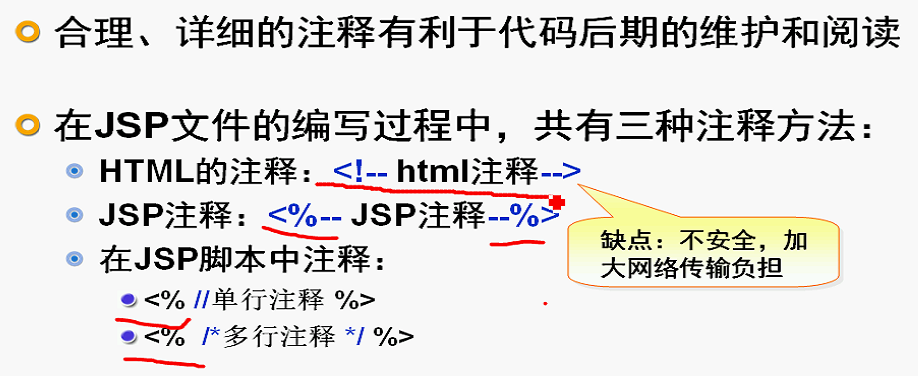 合理、详细的注释有利于代码后期的维护和阅读
在JSP文件的编写过程中，共有三种注释方法：
HTML的注释：<!-- html注释-->
JSP注释：<%-- JSP注释--%>
缺点：不安全，加
大网络传输负担
在JSP脚本中注释：
<% //单行注释 %>
<% /*多行注释 */ %>